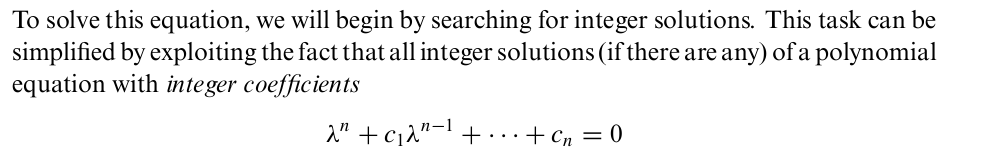 To solve this equation, we will begin by searching for integer solutions. This task can be
simplified by exploiting the fact that all integer solutions (if there are any) of a polynomial
equation with integer coefficients
λⁿ + c₁λⁿ⁻¹ + · · · + cₙ = 0